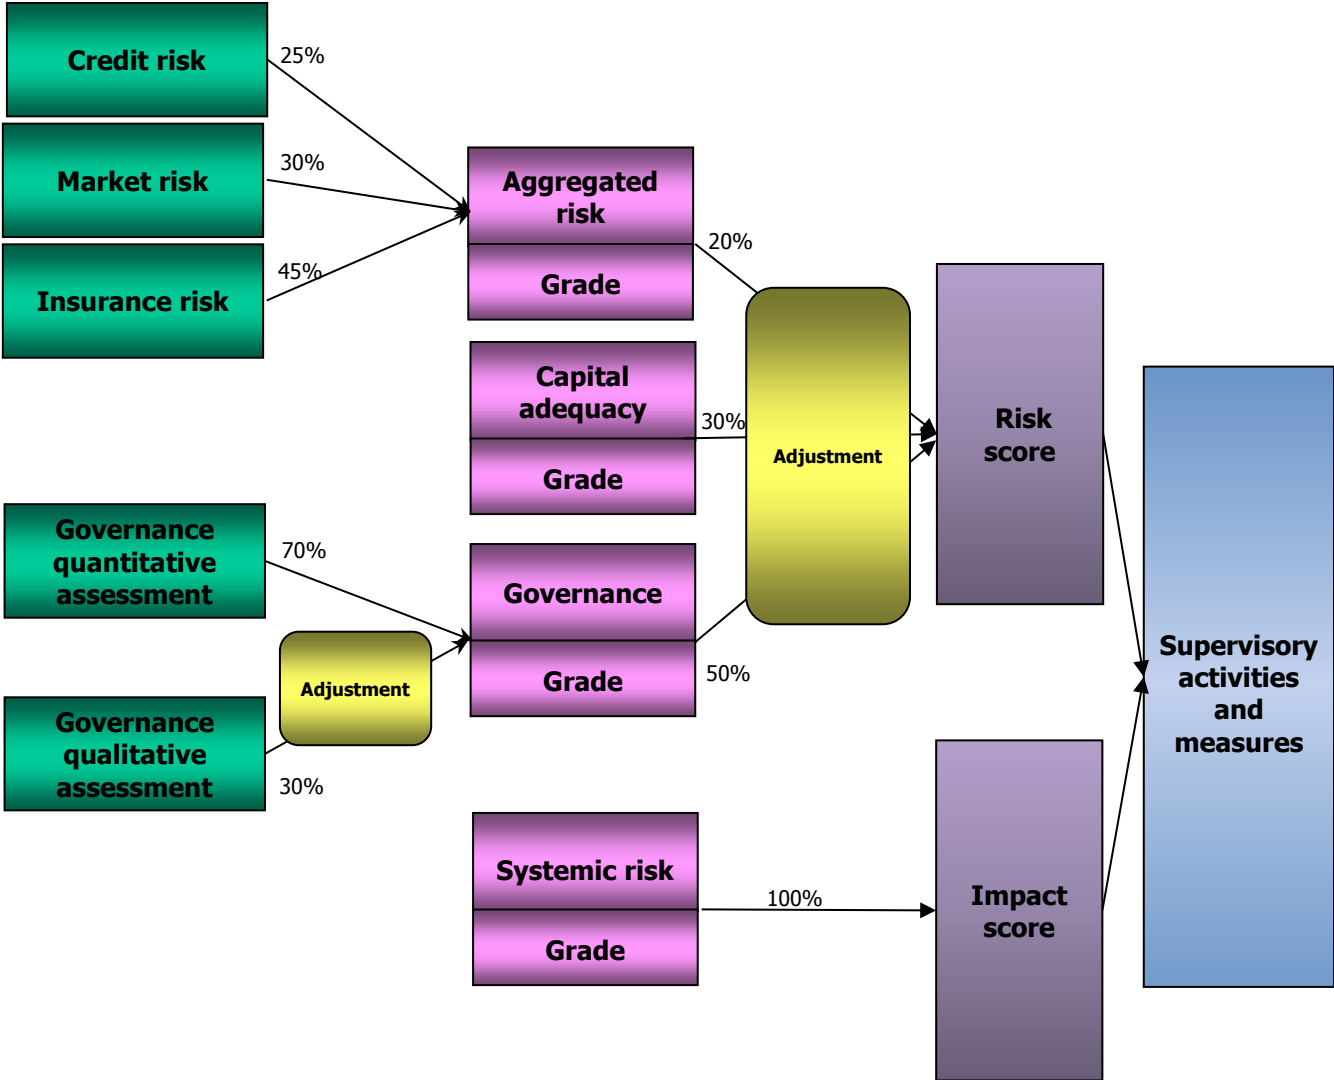 Credit risk
25%
Market risk
30%
Insurance risk
45%
Aggregated
risk
Grade
20%
Capital
adequacy
Grade
30%
Governance
quantitative
assessment
70%
Governance
qualitative
assessment
30%
Adjustment
Governance
Grade
50%
Adjustment
Risk
score
Systemic risk
Grade
100%
Impact
score
Supervisory
activities
and
measures